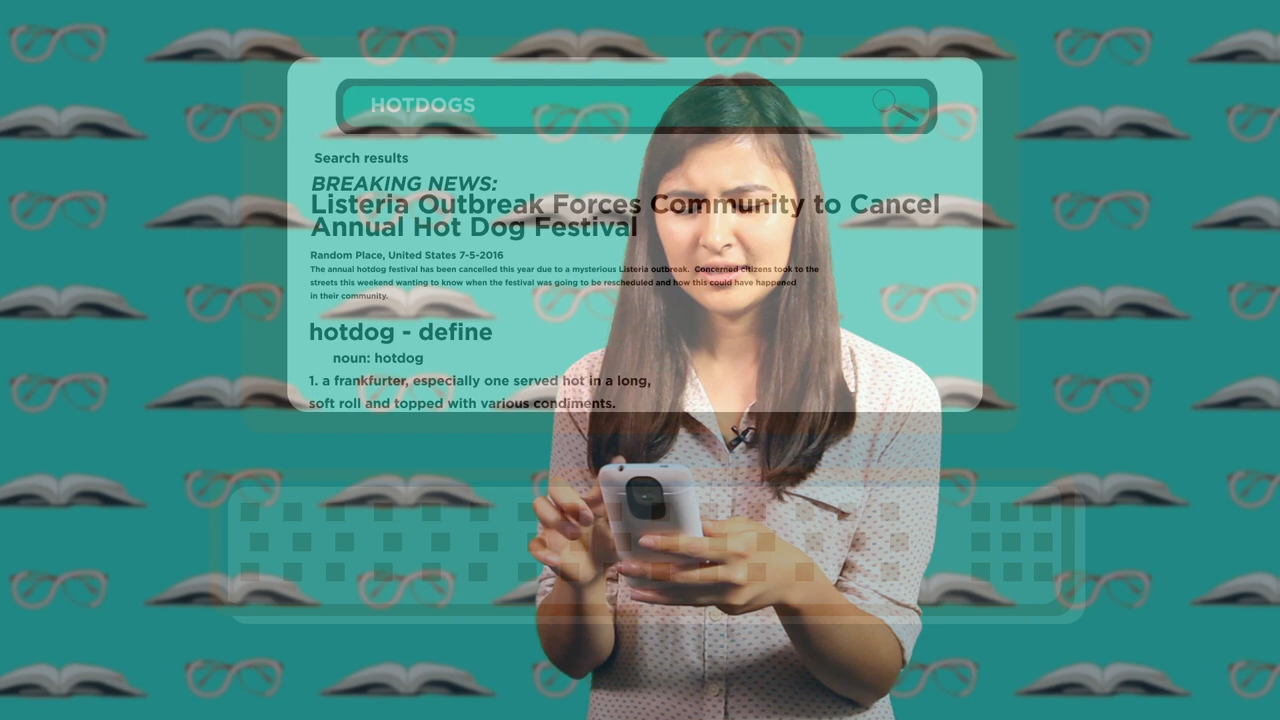 HOTDOGS
Search results
BREAKING NEWS:
Listeria Outbreak Forces Community to Cancel
Annual Hot Dog Festival
Random Place, United States 7-5-2016
The annual hotdog festival has been cancelled this year due to a mysterious Listeria outbreak. Concerned citizens took to the
streets this weekend wanting to know when the festival was going to be rescheduled and how this could have happened
in their community.
hotdog - define
noun: hotdog
1. a frankfurter, especially one served hot in a long,
soft roll and topped with various condiments.